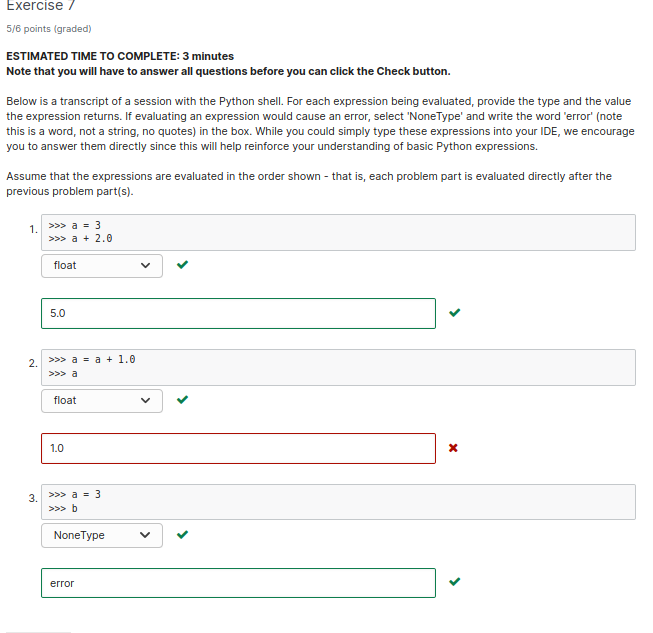 Exercise 7
5/6 points (graded)
ESTIMATED TIME TO COMPLETE: 3 minutes
Note that you will have to answer all questions before you can click the Check button.
Below is a transcript of a session with the Python shell. For each expression being evaluated, provide the type and the value
the expression returns. If evaluating an expression would cause an error, select 'NoneType' and write the word 'error' (note
this is a word, not a string, no quotes) in the box. While you could simply type these expressions into your IDE, we encourage
you to answer them directly since this will help reinforce your understanding of basic Python expressions.
Assume that the expressions are evaluated in the order shown - that is, each problem part is evaluated directly after the
previous problem part(s).
1. >>> a = 3
>>> a + 2.0
float
5.0
2. >>> a = a + 1.0
>>> a
float
1.0
3. >>> a = 3
>>> b
NoneType
error